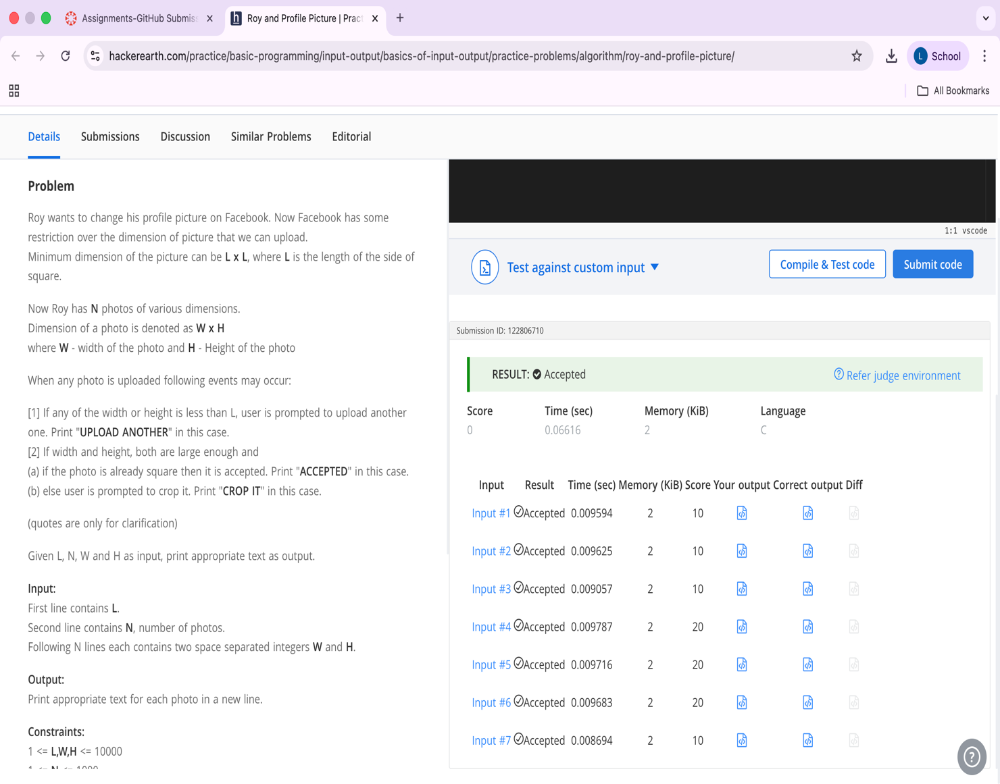 Assignments-GitHub Submis
Roy and Profile Picture | Prac
hackerearth.com/practice/basic-programming/input-output/basics-of-input-output/practice-problems/algorithm/roy-and-profile-picture/
L School
All Bookmarks
Details Submissions Discussion Similar Problems Editorial
Problem
Roy wants to change his profile picture on Facebook. Now Facebook has some
restriction over the dimension of picture that we can upload.
Minimum dimension of the picture can be L x L, where L is the length of the side of
square.
Now Roy has N photos of various dimensions.
Dimension of a photo is denoted as W x H
where W - width of the photo and H - Height of the photo
When any photo is uploaded following events may occur:
[1] If any of the width or height is less than L, user is prompted to upload another
one. Print "UPLOAD ANOTHER" in this case.
[2] If width and height, both are large enough and
(a) if the photo is already square then it is accepted. Print "ACCEPTED" in this case.
(b) else user is prompted to crop it. Print "CROP IT" in this case.
(quotes are only for clarification)
Given L, N, W and H as input, print appropriate text as output.
Input:
First line contains L.
Second line contains N, number of photos.
Following N lines each contains two space separated integers W and H.
Output:
Print appropriate text for each photo in a new line.
Constraints:
1 <= L,W,H <= 10000
1 <= N <= 1000
1:1 vscode
Test against custom input ▼
Compile & Test code
Submit code
Submission ID: 122806710
RESULT: Accepted
Refer judge environment
Score Time (sec) Memory (KiB) Language
0 0.06616 2 C
Input Result Time (sec) Memory (KiB) Score Your output Correct output Diff
Input #1 Accepted 0.009594 2 10
Input #2 Accepted 0.009625 2 10
Input #3 Accepted 0.009057 2 10
Input #4 Accepted 0.009787 2 20
Input #5 Accepted 0.009716 2 20
Input #6 Accepted 0.009683 2 20
Input #7 Accepted 0.008694 2 10